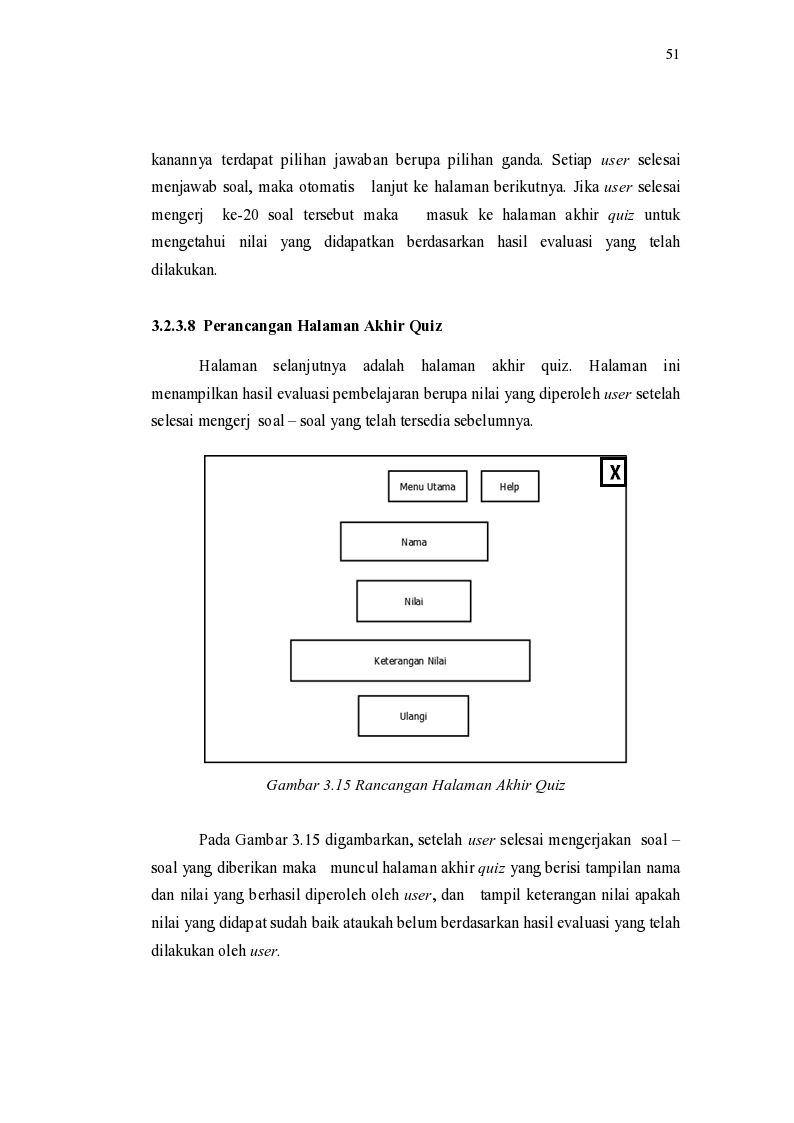 51
kanannya terdapat pilihan jawaban berupa pilihan ganda. Setiap user selesai
menjawab soal, maka otomatis lanjut ke halaman berikutnya. Jika user selesai
mengerj ke-20 soal tersebut maka masuk ke halaman akhir quiz untuk
mengetahui nilai yang didapatkan berdasarkan hasil evaluasi yang telah
dilakukan.
3.2.3.8 Perancangan Halaman Akhir Quiz
Halaman selanjutnya adalah halaman akhir quiz. Halaman ini
menampilkan hasil evaluasi pembelajaran berupa nilai yang diperoleh user setelah
selesai mengerj soal – soal yang telah tersedia sebelumnya.
X
Menu Utama Help
Nama
Nilai
Keterangan Nilai
Ulangi
Gambar 3.15 Rancangan Halaman Akhir Quiz
Pada Gambar 3.15 digambarkan, setelah user selesai mengerjakan soal –
soal yang diberikan maka muncul halaman akhir quiz yang berisi tampilan nama
dan nilai yang berhasil diperoleh oleh user, dan tampil keterangan nilai apakah
nilai yang didapat sudah baik ataukah belum berdasarkan hasil evaluasi yang telah
dilakukan oleh user.